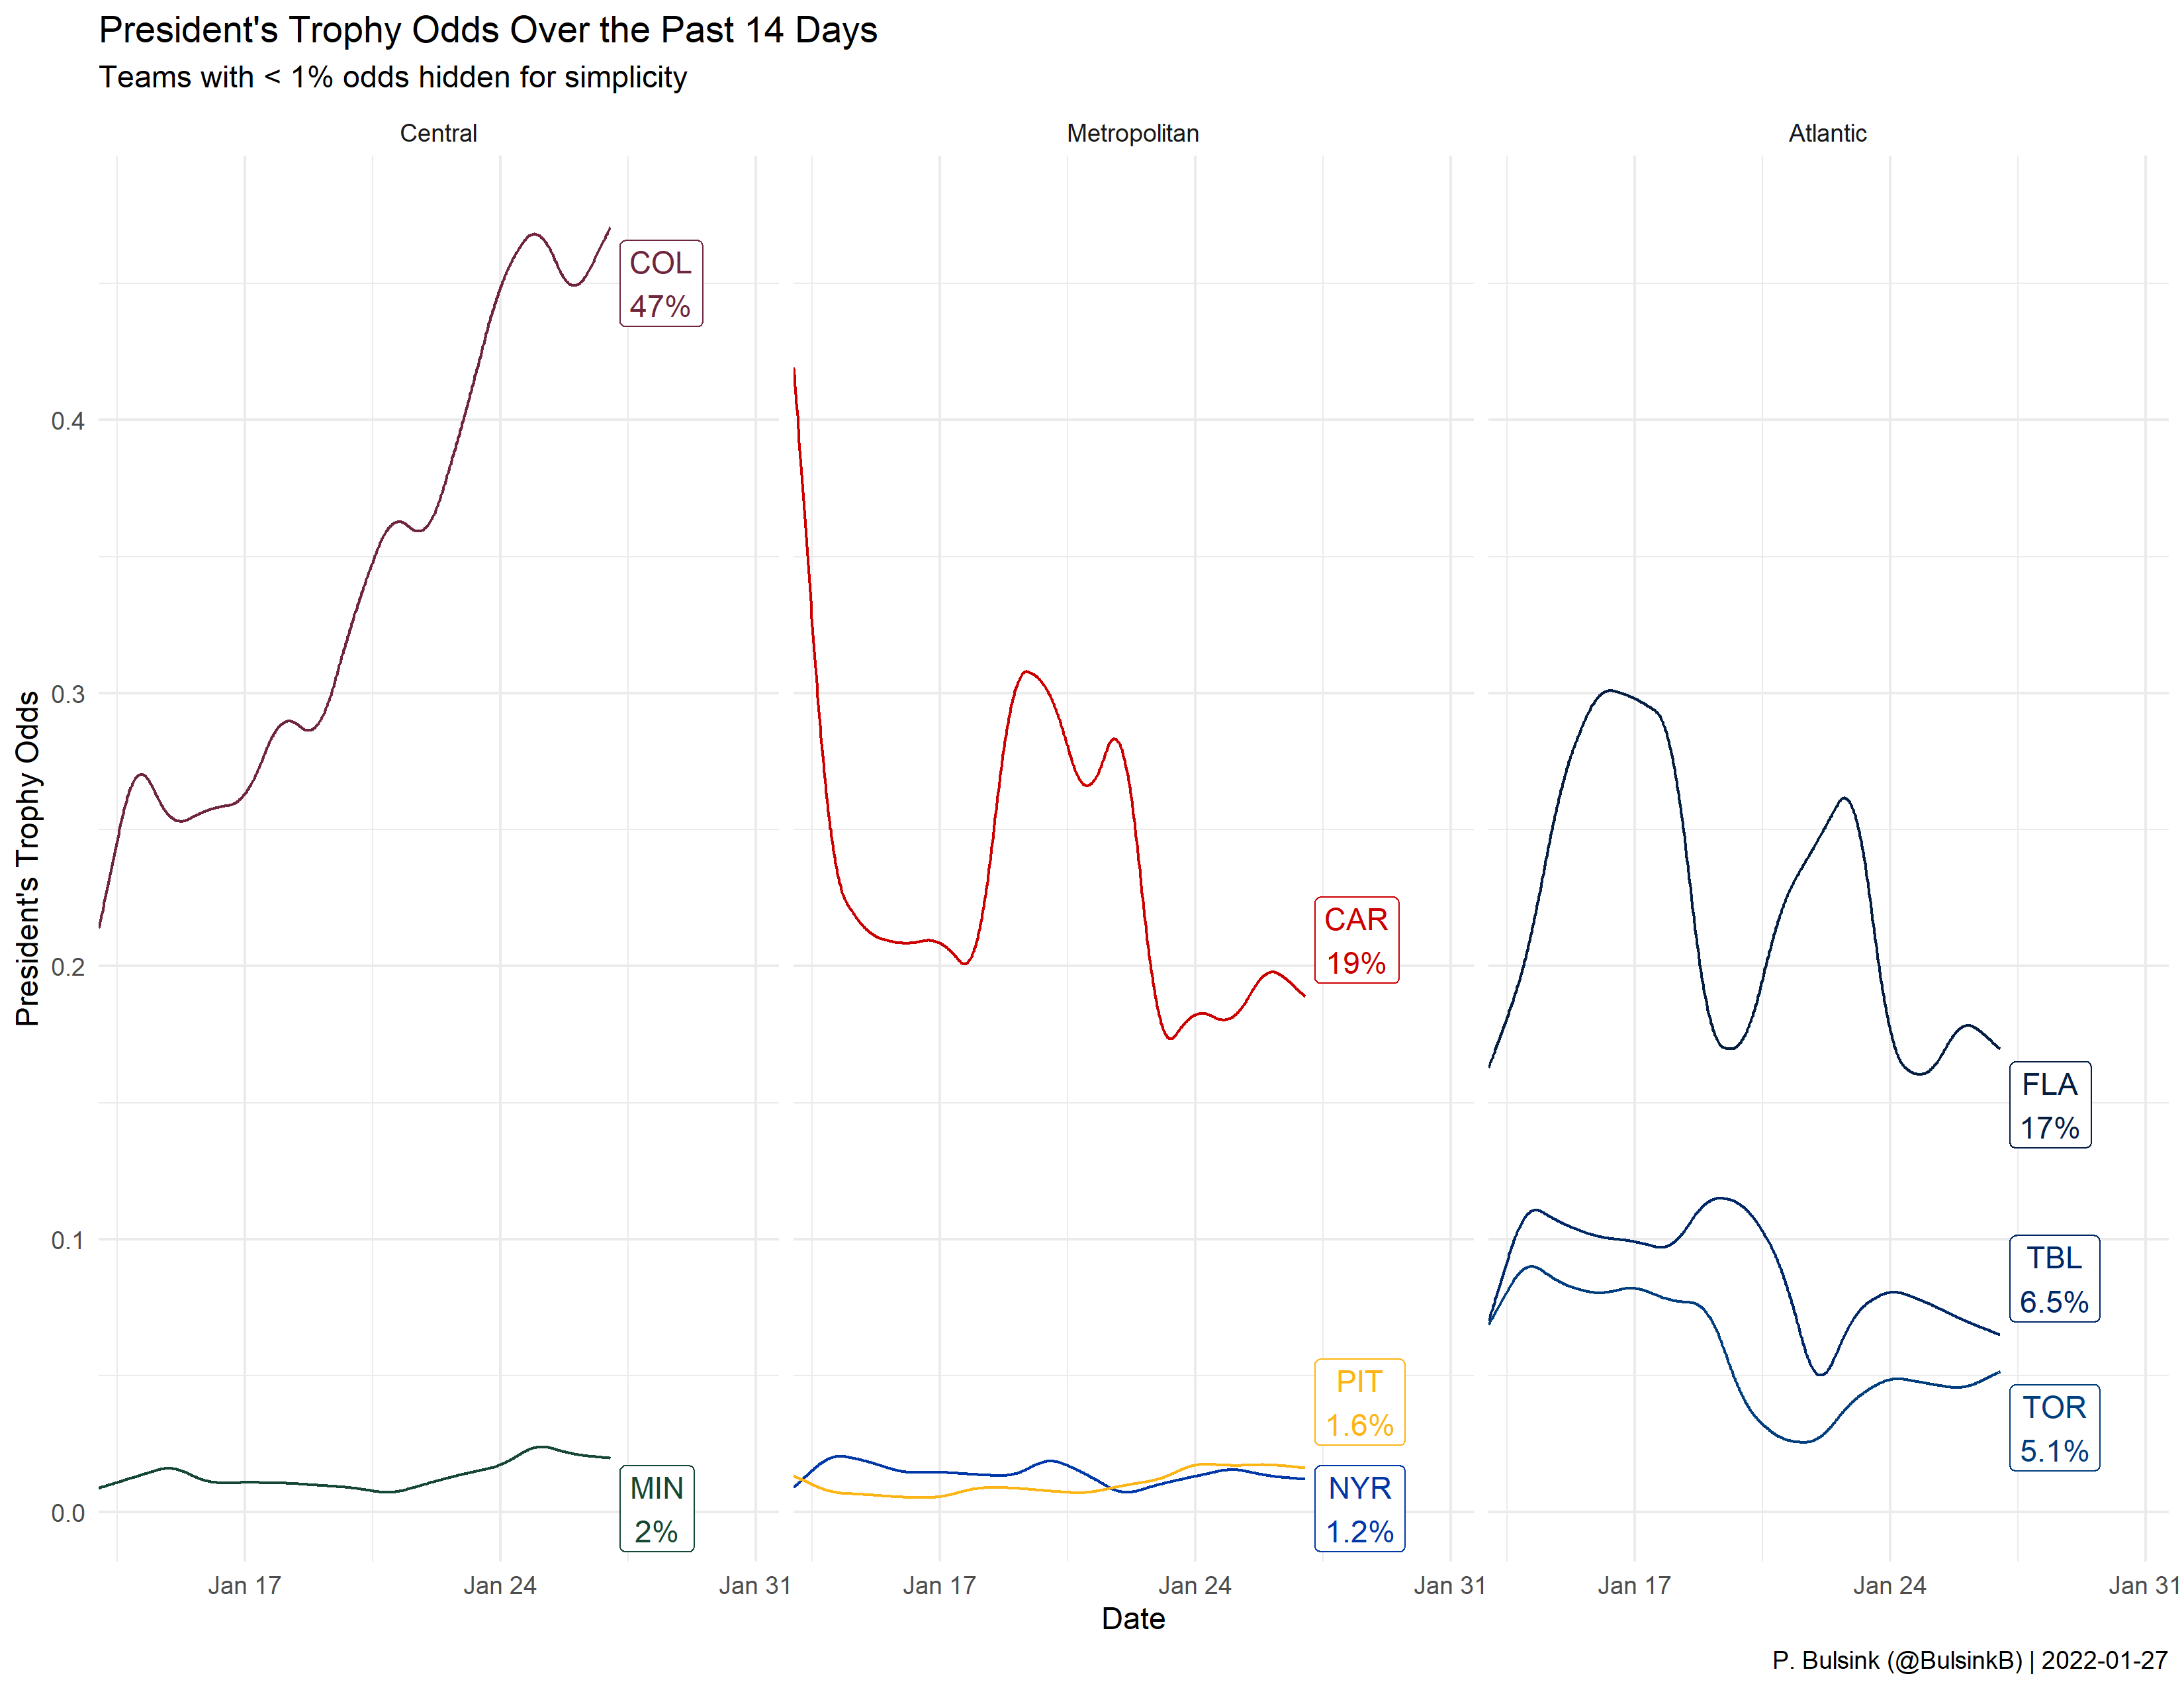 President's Trophy Odds Over the Past 14 Days
Teams with < 1% odds hidden for simplicity
Central
Metropolitan
Atlantic
President's Trophy Odds
0.4
0.3
0.2
0.1
0.0
COL
47%
MIN
2%
CAR
19%
PIT
1.6%
NYR
1.2%
FLA
17%
TBL
6.5%
TOR
5.1%
Jan 17
Jan 24
Jan 31
Jan 17
Jan 24
Jan 31
Jan 17
Jan 24
Jan 31
Date
P. Bulsink (@BulsinkB) | 2022-01-27